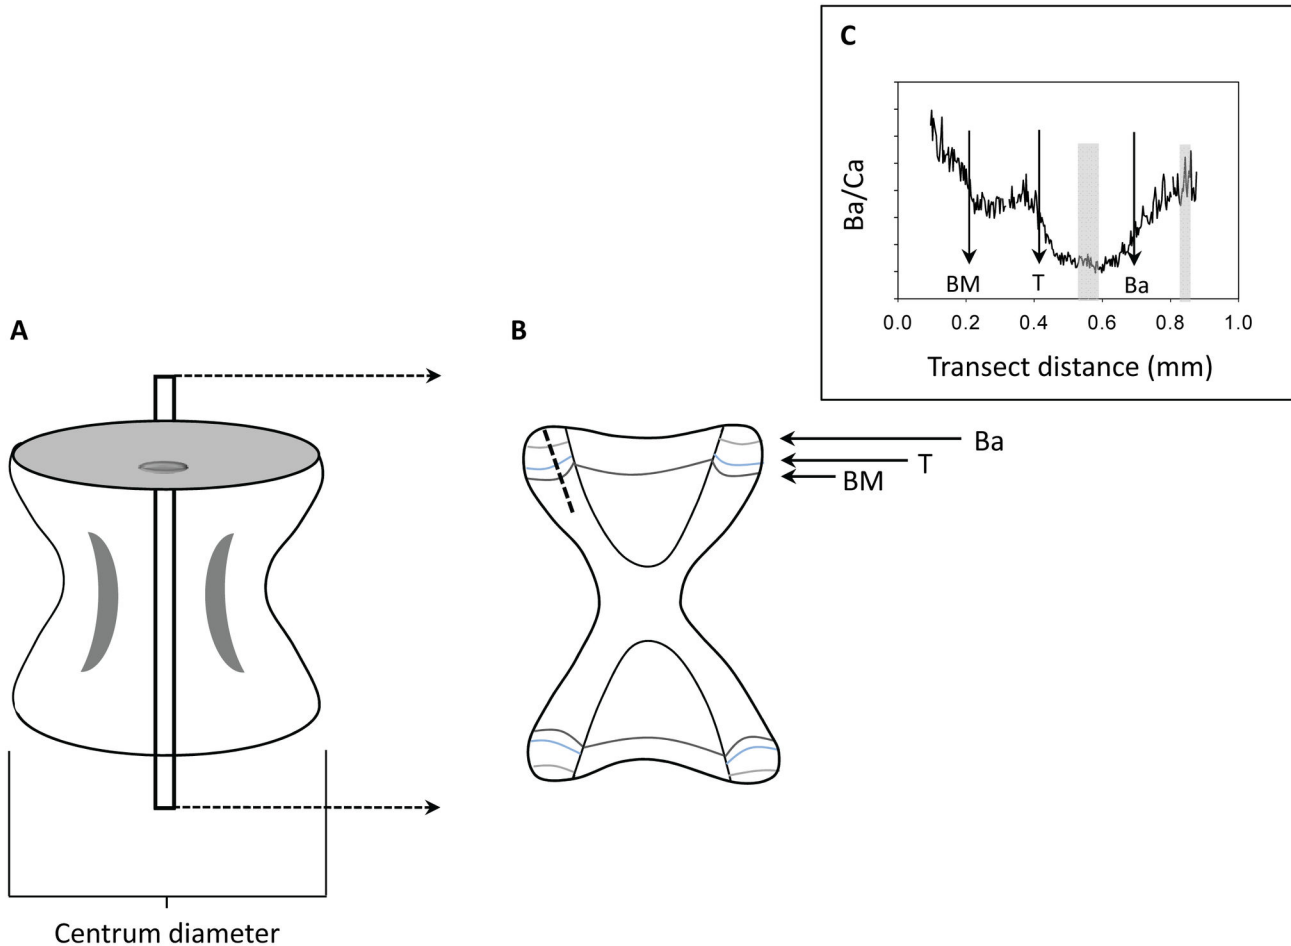 C
Ba/Ca
BM
T
Ba
0.0
0.2
0.4
0.6
0.8
1.0
Transect distance (mm)
A
B
Ba
T
BM
Centrum diameter